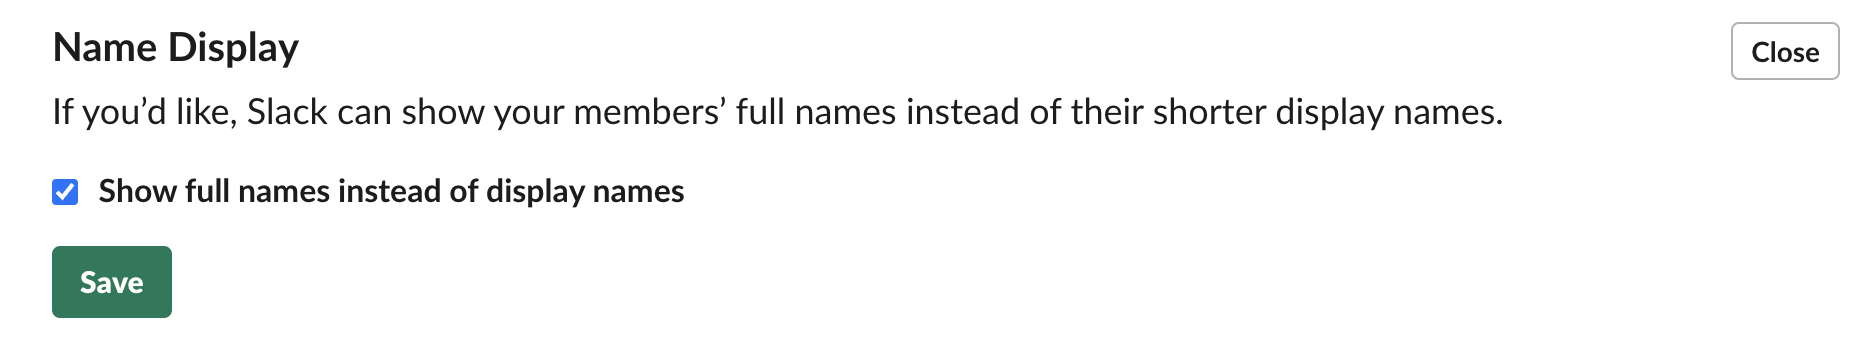 Name Display
Close
If you’d like, Slack can show your members’ full names instead of their shorter display names.
Show full names instead of display names
Save